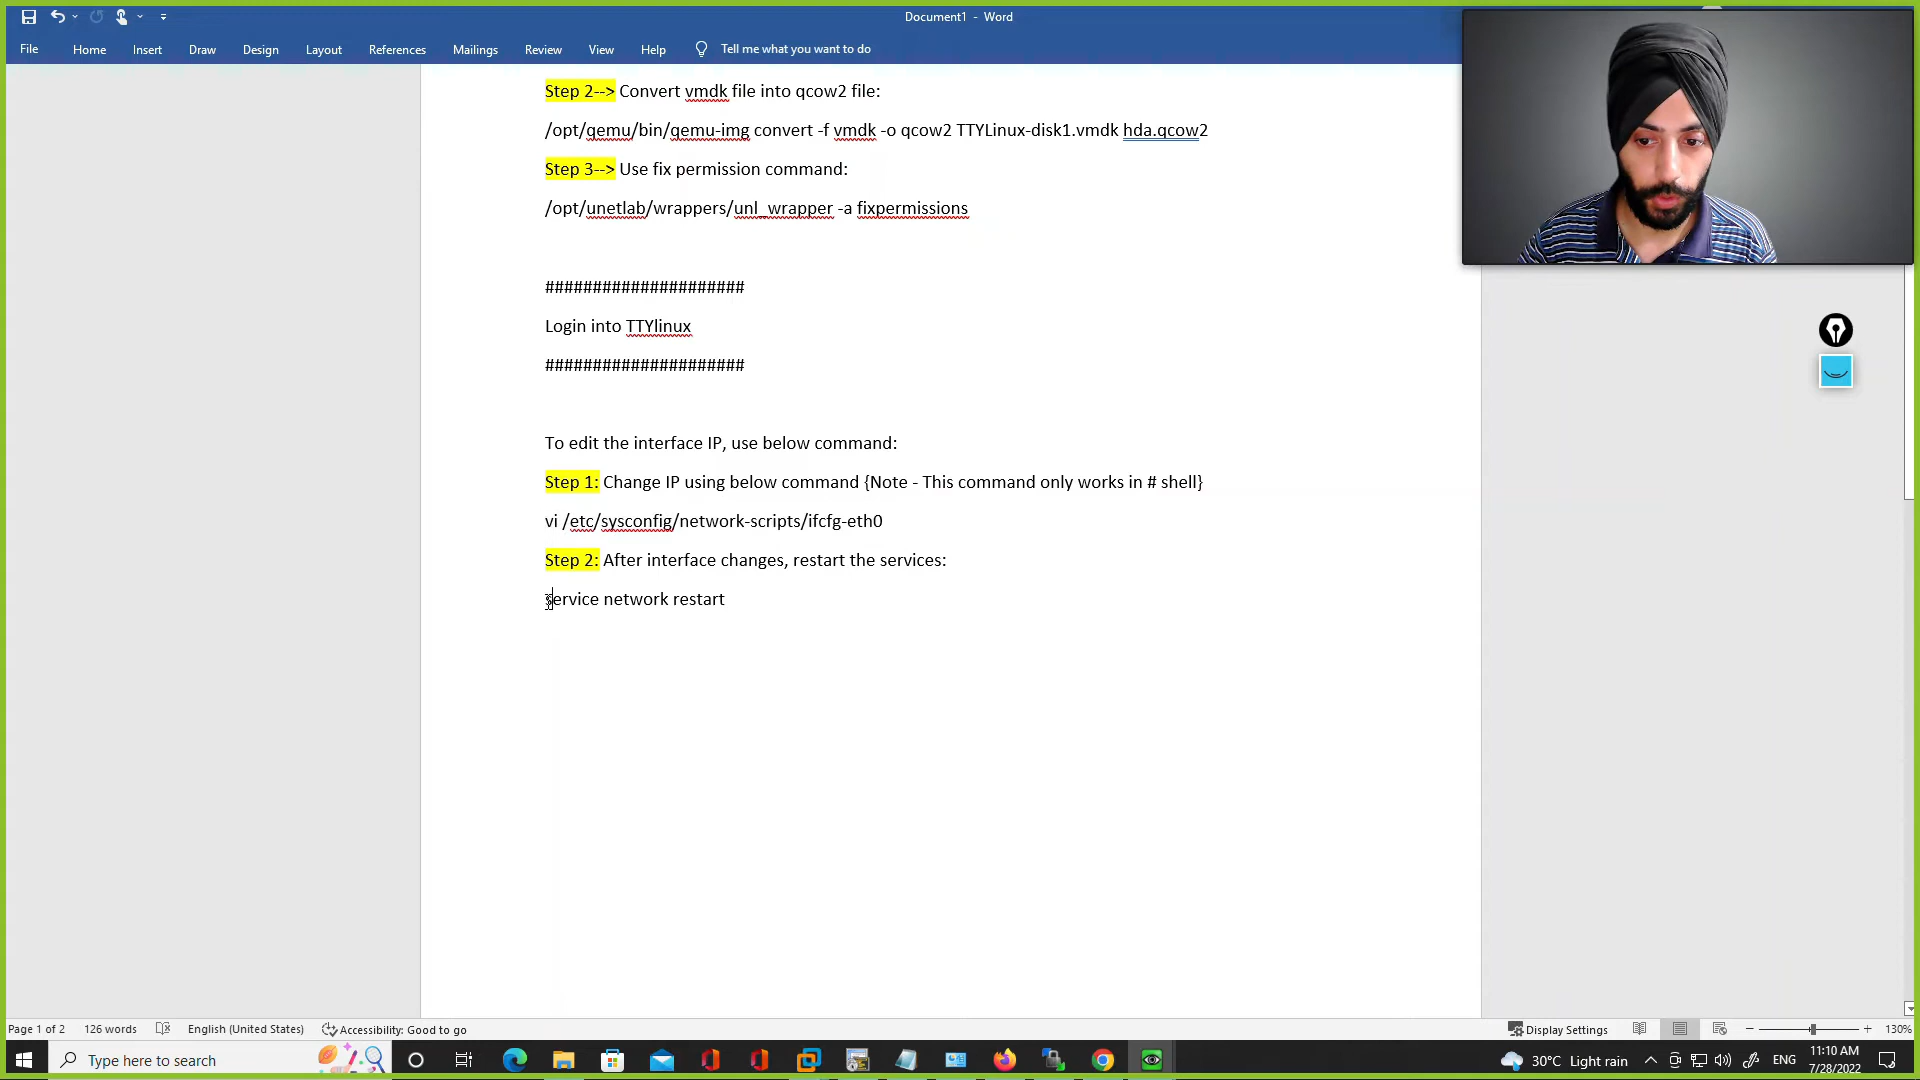 Document1 - Word
File Home Insert Draw Design Layout References Mailings Review View Help Tell me what you want to do
Step 2--> Convert vmdk file into qcow2 file:
/opt/qemu/bin/qemu-img convert -f vmdk -o qcow2 TTYLinux-disk1.vmdk hda.qcow2
Step 3--> Use fix permission command:
/opt/unetlab/wrappers/unl_wrapper -a fixpermissions
#####################
Login into TTYlinux
#####################
To edit the interface IP, use below command:
Step 1: Change IP using below command {Note - This command only works in # shell}
vi /etc/sysconfig/network-scripts/ifcfg-eth0
Step 2: After interface changes, restart the services:
service network restart
Page 1 of 2 126 words English (United States) Accessibility: Good to go Display Settings 130%
Type here to search 30°C Light rain ENG 11:10 AM
7/28/2022